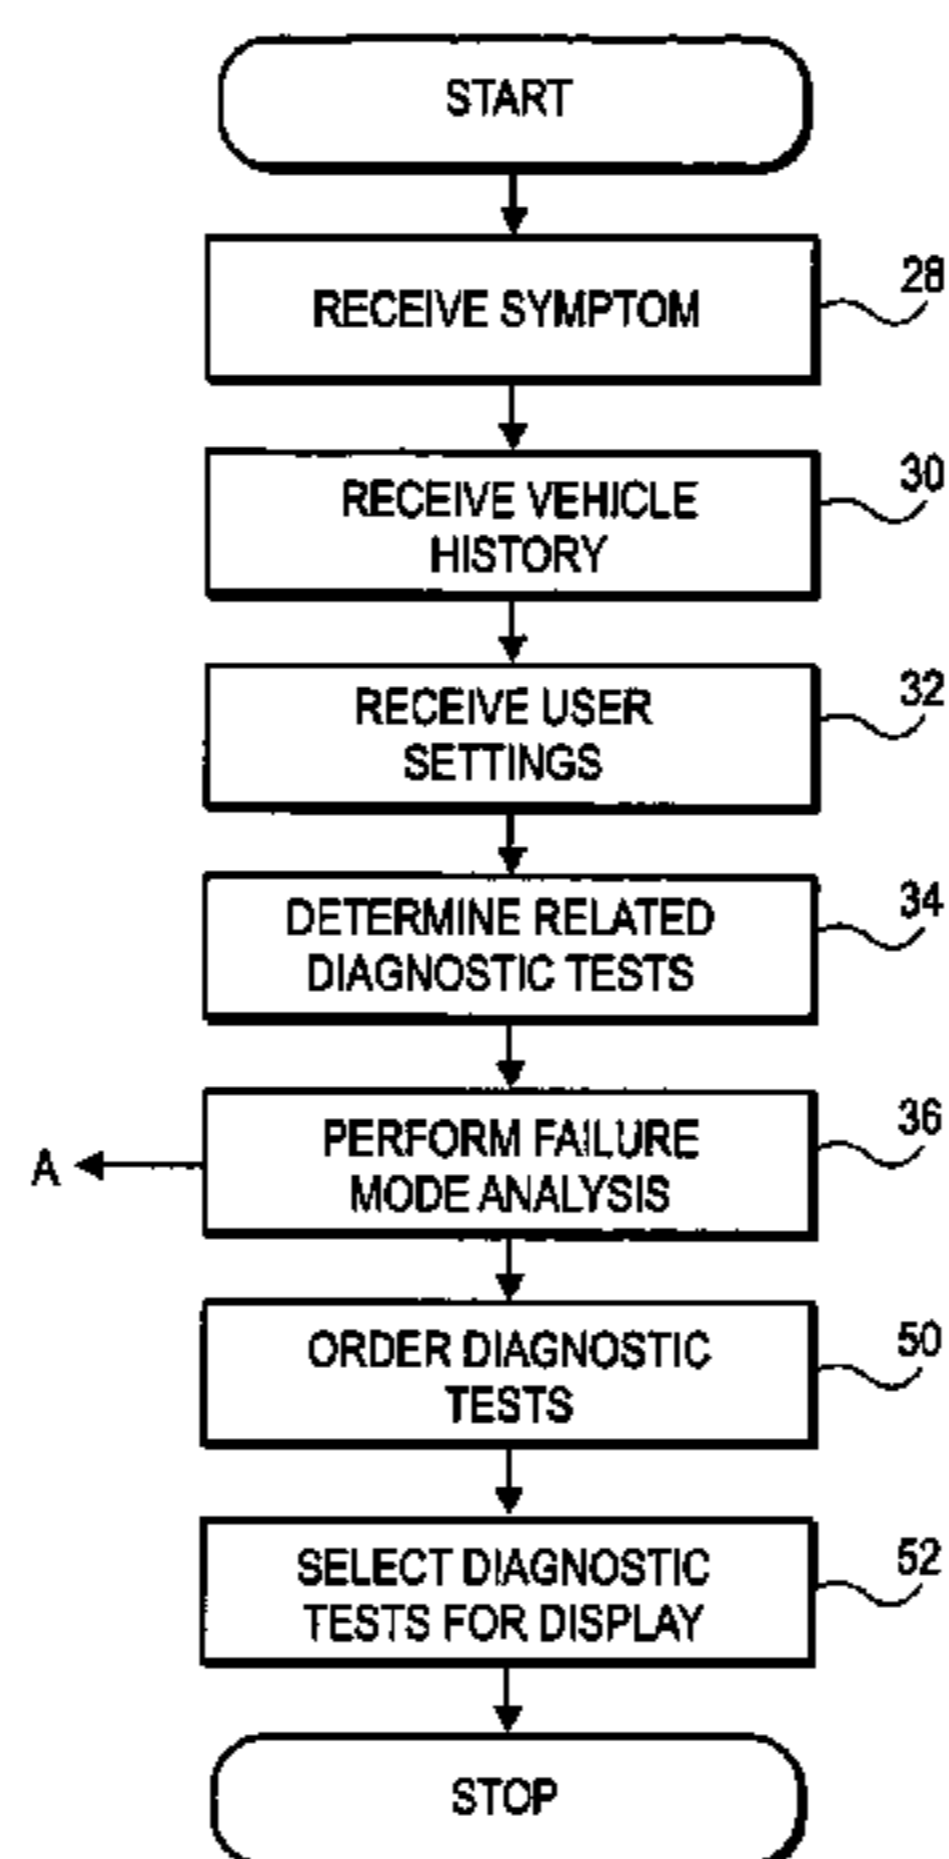 START
RECEIVE SYMPTOM
28
RECEIVE VEHICLE
HISTORY
30
RECEIVE USER
SETTINGS
32
DETERMINE RELATED
DIAGNOSTIC TESTS
34
PERFORM FAILURE
MODE ANALYSIS
36
A
ORDER DIAGNOSTIC
TESTS
50
SELECT DIAGNOSTIC
TESTS FOR DISPLAY
52
STOP